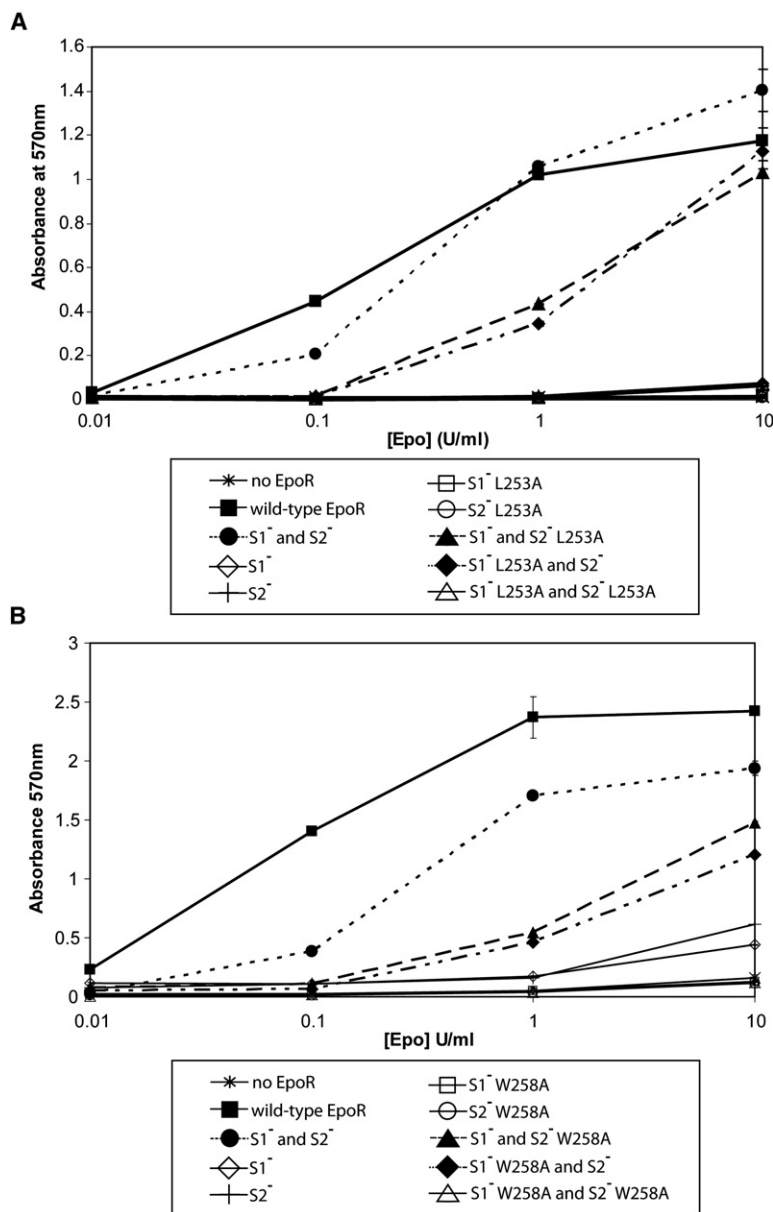 A
Absorbance at 570nm
1.6
1.4
1.2
1
0.8
0.6
0.4
0.2
0
0.01 0.1 1 10
[Epo] (U/ml)
no EpoR
wild-type EpoR
S1⁻ and S2⁻
S1⁻
S2⁻
S1⁻ L253A
S2⁻ L253A
S1⁻ and S2⁻ L253A
S1⁻ L253A and S2⁻
S1⁻ L253A and S2⁻ L253A
B
Absorbance 570nm
3
2.5
2
1.5
1
0.5
0
0.01 0.1 1 10
[Epo] U/ml
no EpoR
wild-type EpoR
S1⁻ and S2⁻
S1⁻
S2⁻
S1⁻ W258A
S2⁻ W258A
S1⁻ and S2⁻ W258A
S1⁻ W258A and S2⁻
S1⁻ W258A and S2⁻ W258A